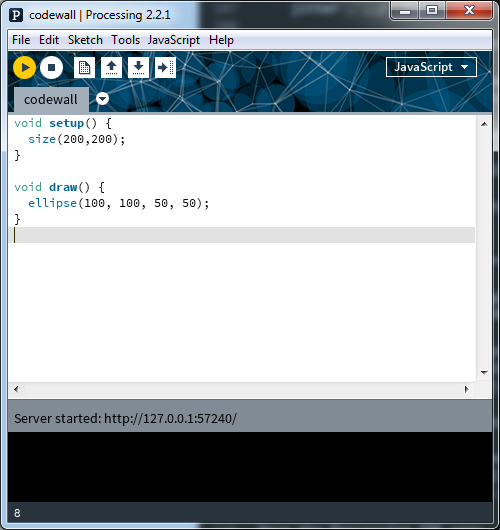 P codewall | Processing 2.2.1
File Edit Sketch Tools JavaScript Help
JavaScript
codewall
void setup() {
  size(200,200);
}
void draw() {
  ellipse(100, 100, 50, 50);
}
Server started: http://127.0.0.1:57240/
8